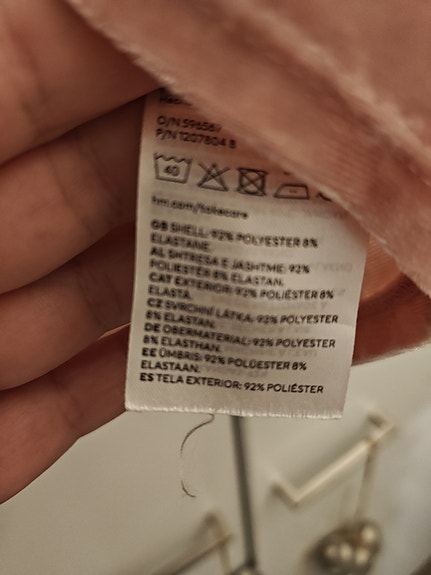 O/N 596567
P/N 1207804 8
40
hm.com/takecare
GB SHELL: 92% POLYESTER 8%
ELASTANE.
AL SHTRESA E JASHTME: 92%
POLIESTËR 8% ELASTAN.
CAT EXTERIOR: 92% POLIÈSTER 8%
ELASTÀ.
CZ SVRCHNÍ LÁTKA: 92% POLYESTER
8% ELASTAN.
DE OBERMATERIAL: 92% POLYESTER
8% ELASTHAN.
EE ÜMBRIS: 92% POLÜESTER 8%
ELASTAAN.
ES TELA EXTERIOR: 92% POLIÉSTER